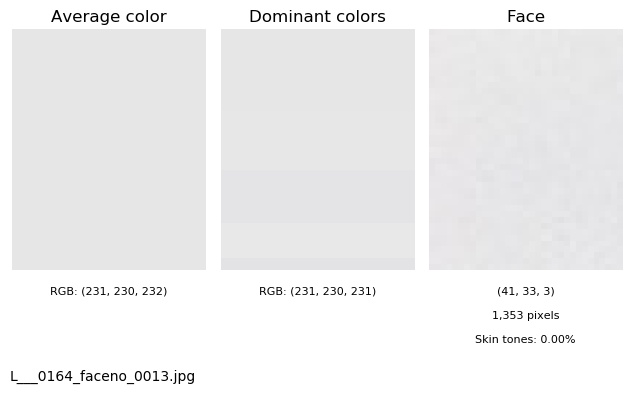 Average color
Dominant colors
Face
RGB: (231, 230, 232)
RGB: (231, 230, 231)
(41, 33, 3)
1,353 pixels
Skin tones: 0.00%
L___0164_faceno_0013.jpg